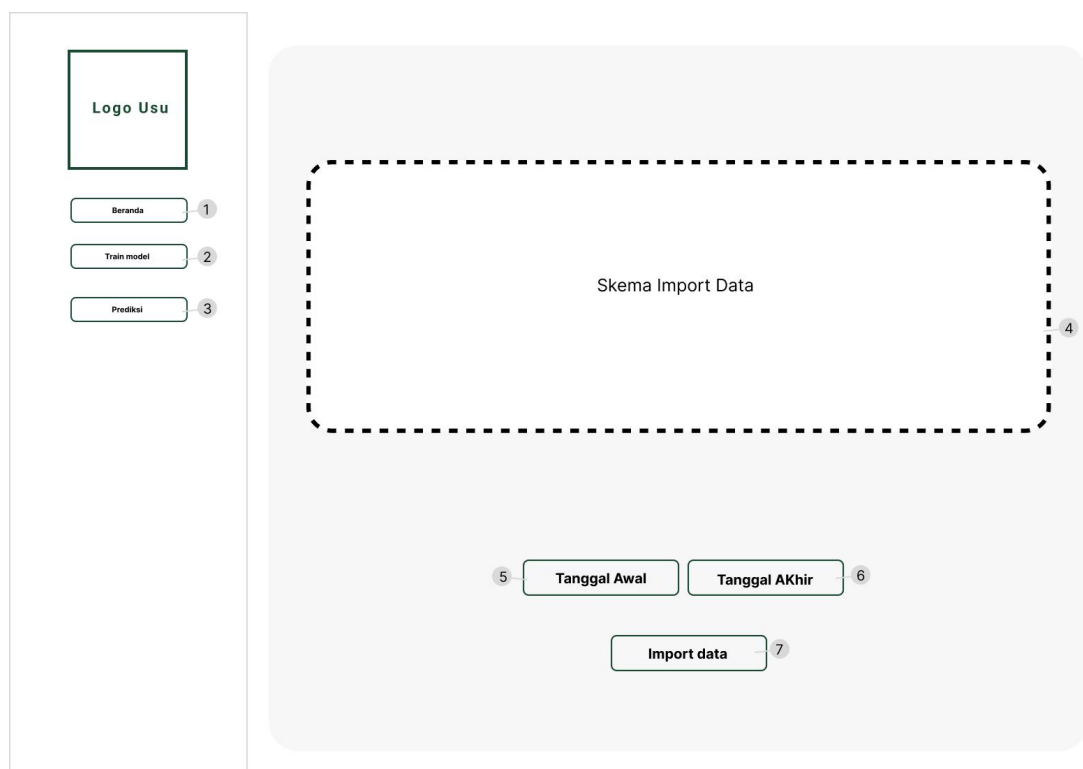 Logo Usu
Beranda
1
Train model
2
Prediksi
3
Skema Import Data
4
5
Tanggal Awal
Tanggal AKhir
6
Import data
7